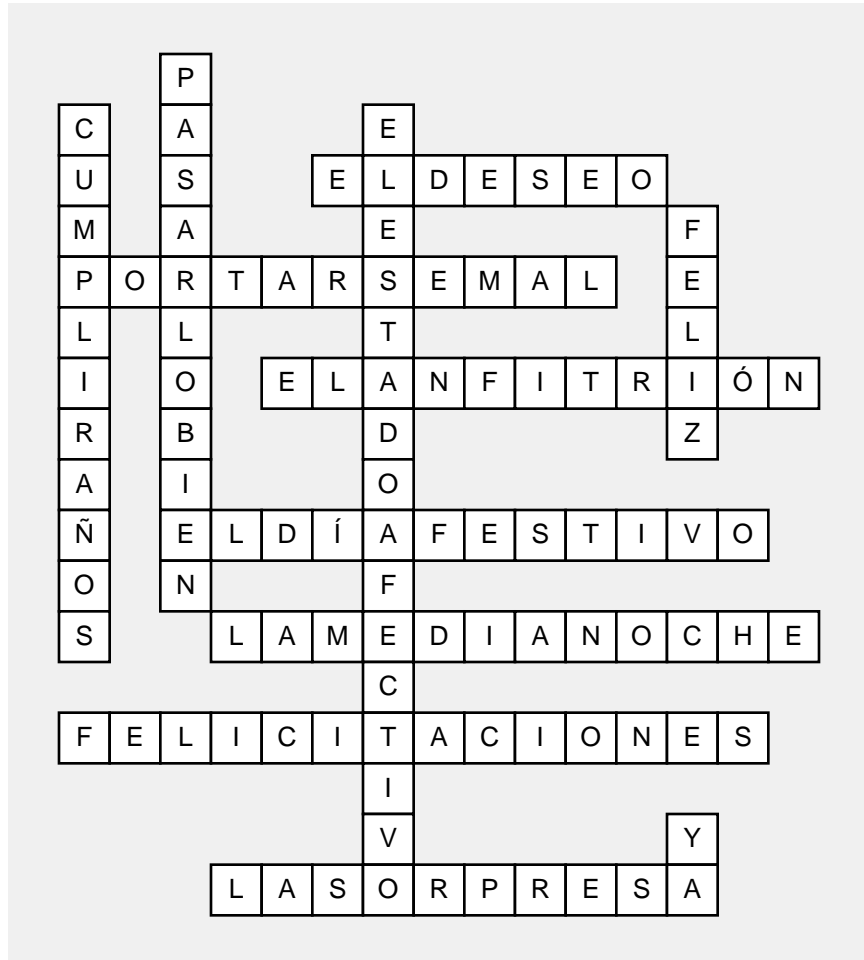 PASARLOBIEN
CUMPLIRAÑOS
ELESTADOAFECTIVO
ELDESEO
FELIZ
PORTARSEMAL
ELANFITRIÓN
ELDÍAFESTIVO
LAMEDIANOCHE
FELICITACIONES
YA
LASORPRESA